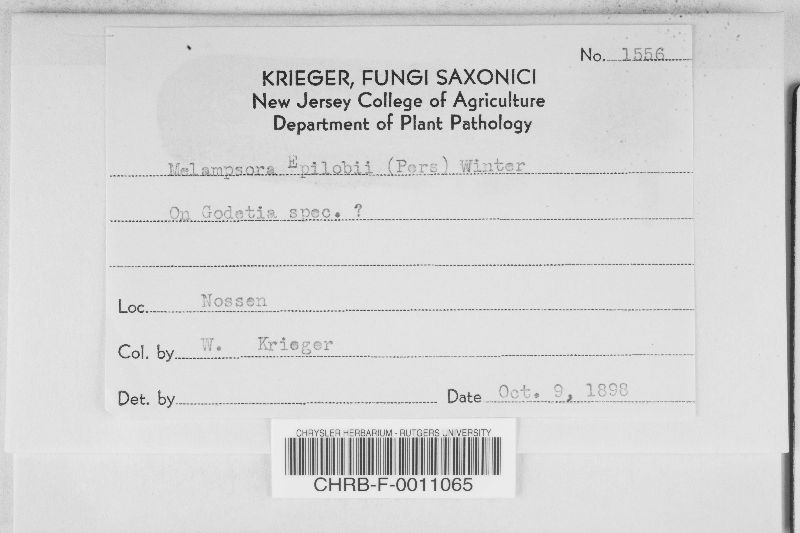 No. 1556
KRIEGER, FUNGI SAXONICI
New Jersey College of Agriculture
Department of Plant Pathology
Melampsora Epilobii (Pers) Winter
On Godetia spec. ?
Loc. Nossen
Col. by W. Krieger
Det. by Date Oct. 9, 1898
CHRYSLER HERBARIUM - RUTGERS UNIVERSITY
CHRB-F-0011065